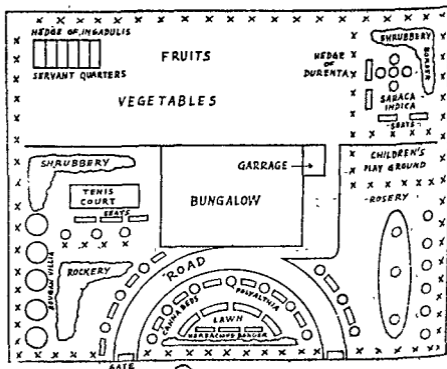 HEDGE OF INGADULIS
SERVANT QUARTERS
FRUITS
VEGETABLES
HEDGE
OF
DURENTA
SHRUBBERY
BORDER
SARACA
INDICA
SEATS
SHRUBBERY
TENIS
COURT
SEATS
GARRAGE
BUNGALOW
CHILDREN'S
PLAY GROUND
ROSERY
BOUGAN VILLIA
ROCKERY
ROAD
CANNA BEDS
POLYALTHIA
LAWN
HERBACEOUS BORDER
GATE